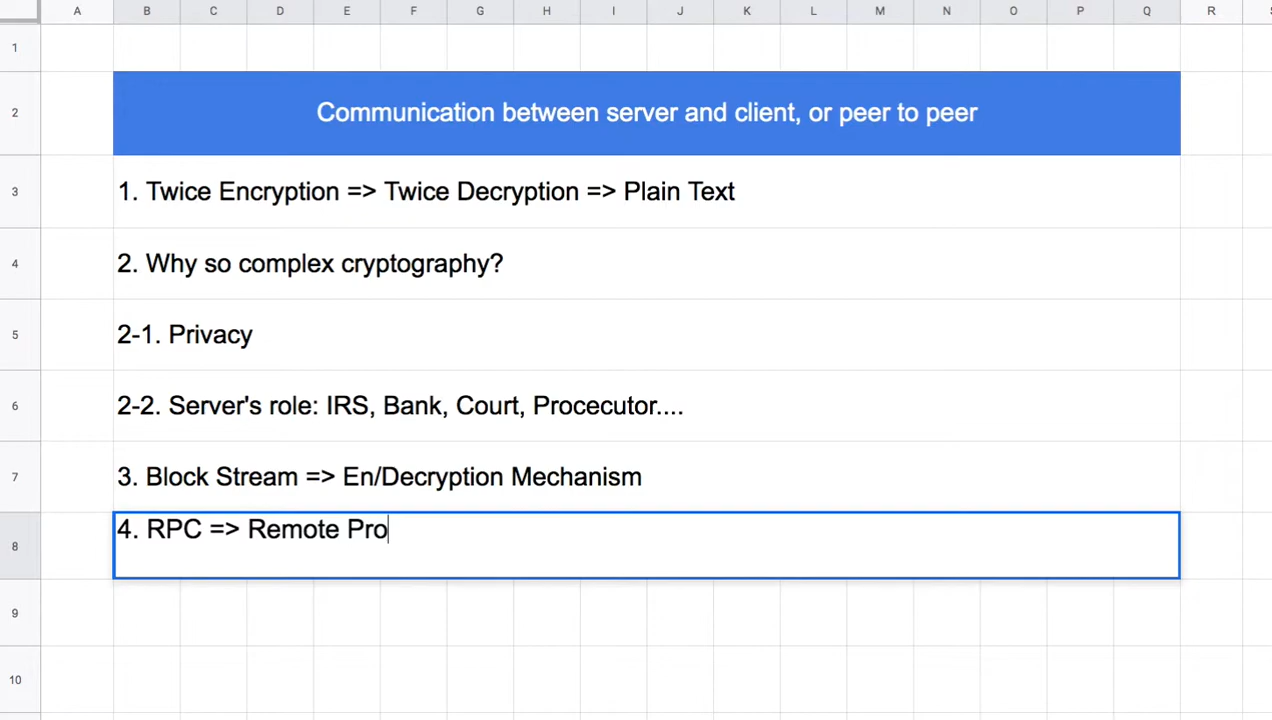 A B C D E F G H I J K L M N O P Q R
1
2 Communication between server and client, or peer to peer
3 1. Twice Encryption => Twice Decryption => Plain Text
4 2. Why so complex cryptography?
5 2-1. Privacy
6 2-2. Server's role: IRS, Bank, Court, Procecutor....
7 3. Block Stream => En/Decryption Mechanism
8 4. RPC => Remote Pro
9
10